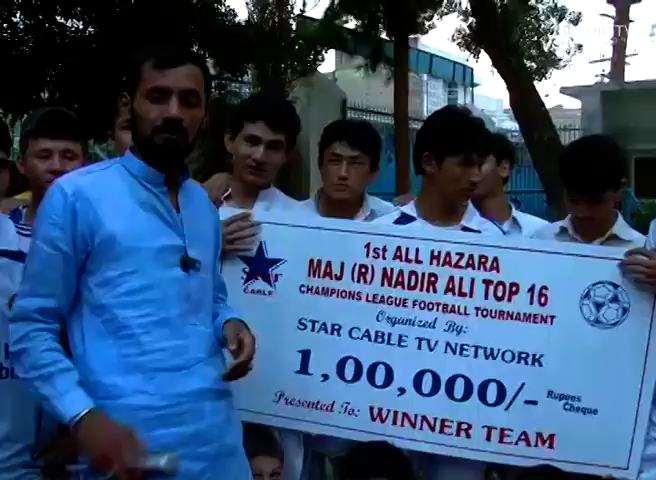 1st ALL HAZARA
MAJ (R) NADIR ALI TOP 16
CHAMPIONS LEAGUE FOOTBALL TOURNAMENT
Organized By:
STAR CABLE TV NETWORK
1,00,000/-
Rupees
Cheque
Presented To:
WINNER TEAM
STAR
CABLE